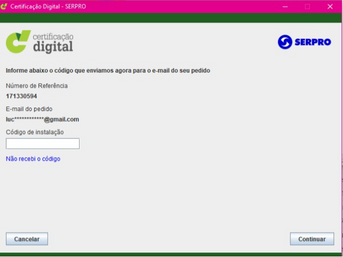 Certificação Digital - SERPRO
certificação
digital
SERPRO
Informe abaixo o código que enviamos agora para o e-mail do seu pedido
Número de Referência
171330594
E-mail do pedido
luc************@gmail.com
Código de instalação
Não recebi o código
Cancelar
Continuar